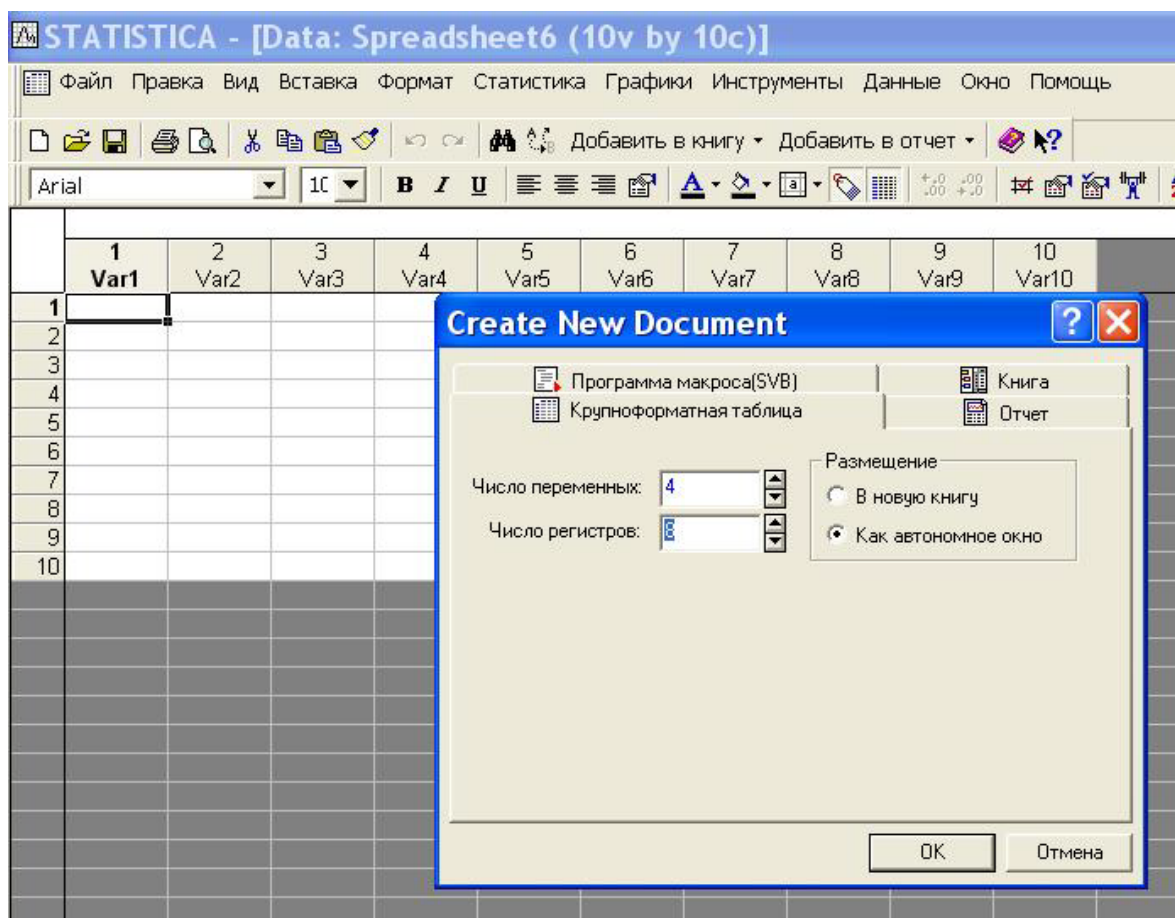 STATISTICA - [Data: Spreadsheet6 (10v by 10c)]
Файл Правка Вид Вставка Формат Статистика Графики Инструменты Данные Окно Помощь
Добавить в книгу Добавить в отчет
Arial 10 B I U
1 2 3 4 5 6 7 8 9 10
Var1 Var2 Var3 Var4 Var5 Var6 Var7 Var8 Var9 Var10
1
2
3
4
5
6
7
8
9
10
Create New Document
Программа макроса(SVB) Книга
Крупноформатная таблица Отчет
Размещение
Число переменных: 4
В новую книгу
Число регистров: 8
Как автономное окно
OK Отмена